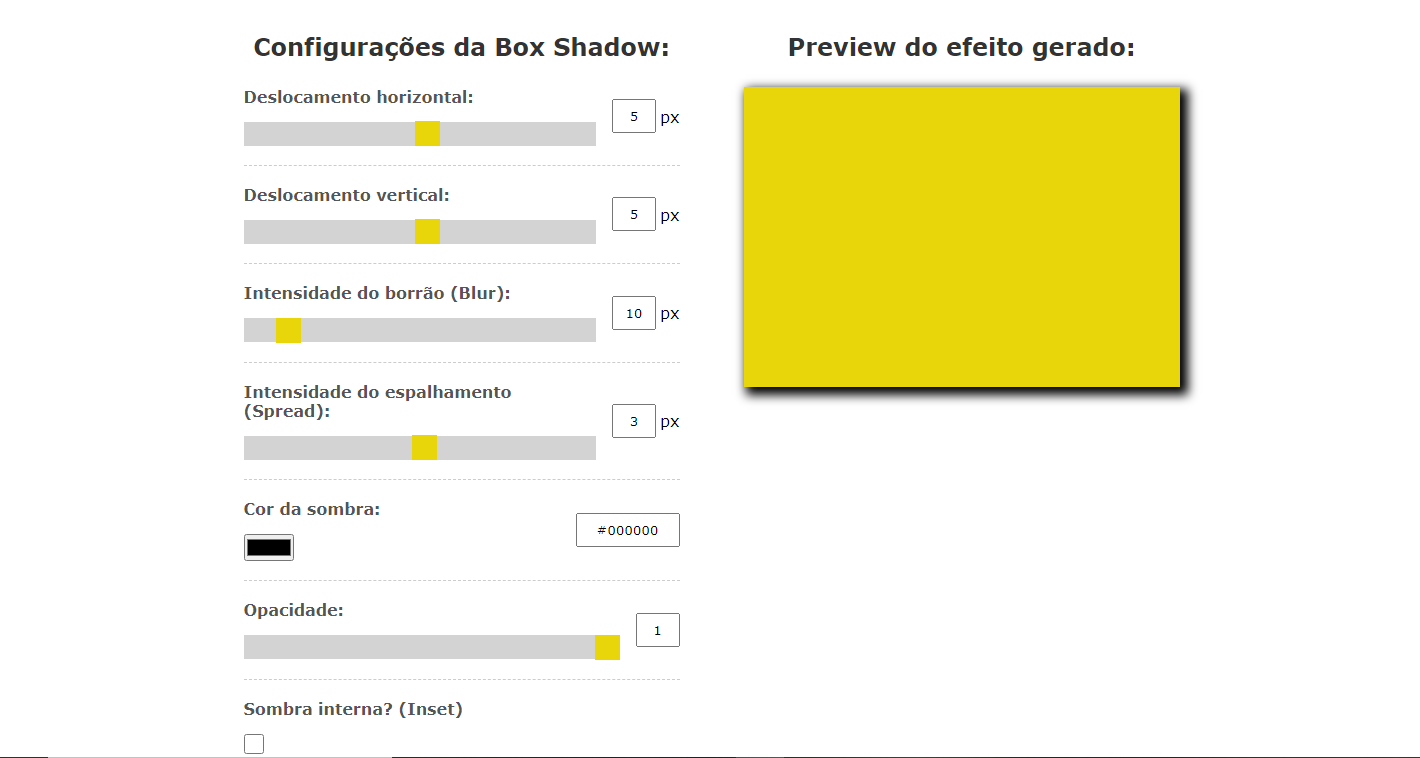 Configurações da Box Shadow:
Deslocamento horizontal:
5 px
Deslocamento vertical:
5 px
Intensidade do borrão (Blur):
10 px
Intensidade do espalhamento
(Spread):
3 px
Cor da sombra:
#000000
Opacidade:
1
Sombra interna? (Inset)
Preview do efeito gerado: